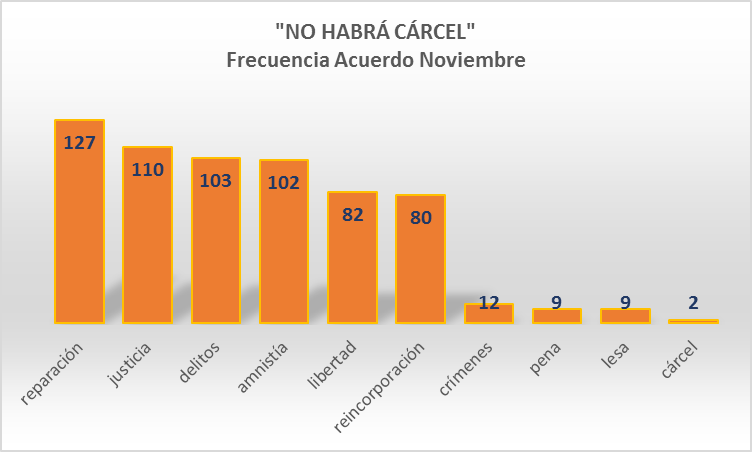 "NO HABRÁ CÁRCEL"
Frecuencia Acuerdo Noviembre
127
110
103
102
82
80
12
9
9
2
reparación
justicia
delitos
amnistía
libertad
reincorporación
crímenes
pena
lesa
cárcel